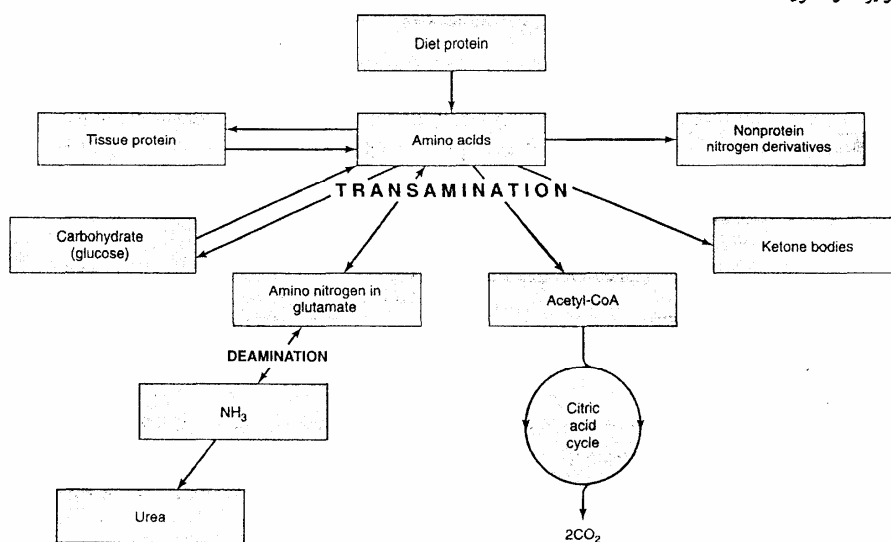 Diet protein
Tissue protein
Amino acids
Nonprotein
nitrogen derivatives
TRANSAMINATION
Carbohydrate
(glucose)
Ketone bodies
Amino nitrogen in
glutamate
Acetyl-CoA
DEAMINATION
NH₃
Citric
acid
cycle
Urea
2CO₂